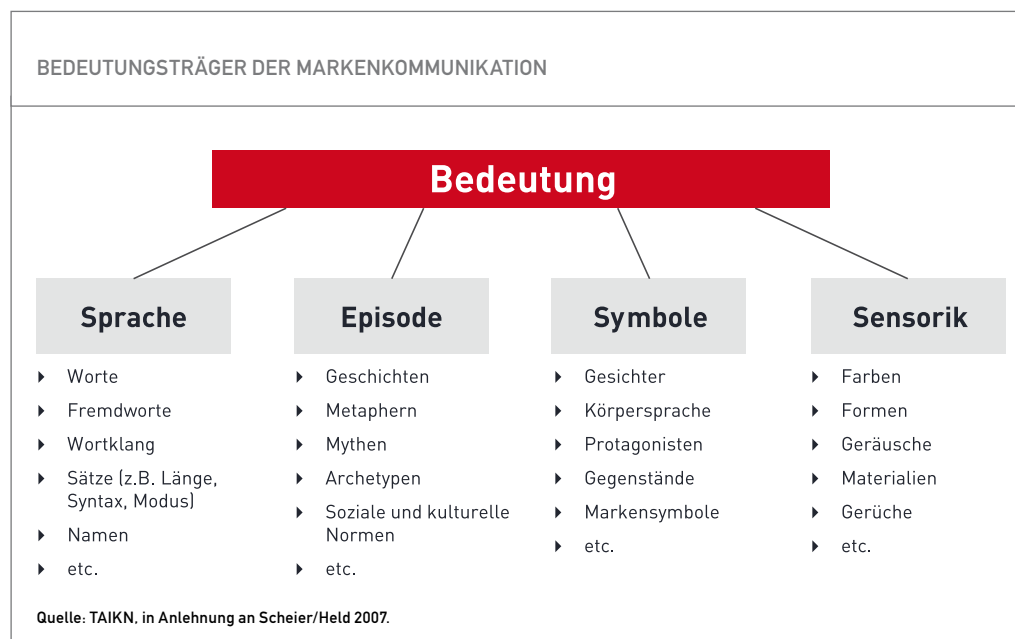 BEDEUTUNGSTRÄGER DER MARKENKOMMUNIKATION
Bedeutung
Sprache
Worte
Fremdworte
Wortklang
Sätze (z.B. Länge,
Syntax, Modus)
Namen
etc.
Episode
Geschichten
Metaphern
Mythen
Archetypen
Soziale und kulturelle
Normen
etc.
Symbole
Gesichter
Körpersprache
Protagonisten
Gegenstände
Markensymbole
etc.
Sensorik
Farben
Formen
Geräusche
Materialien
Gerüche
etc.
Quelle: TAIKN, in Anlehnung an Scheier/Held 2007.